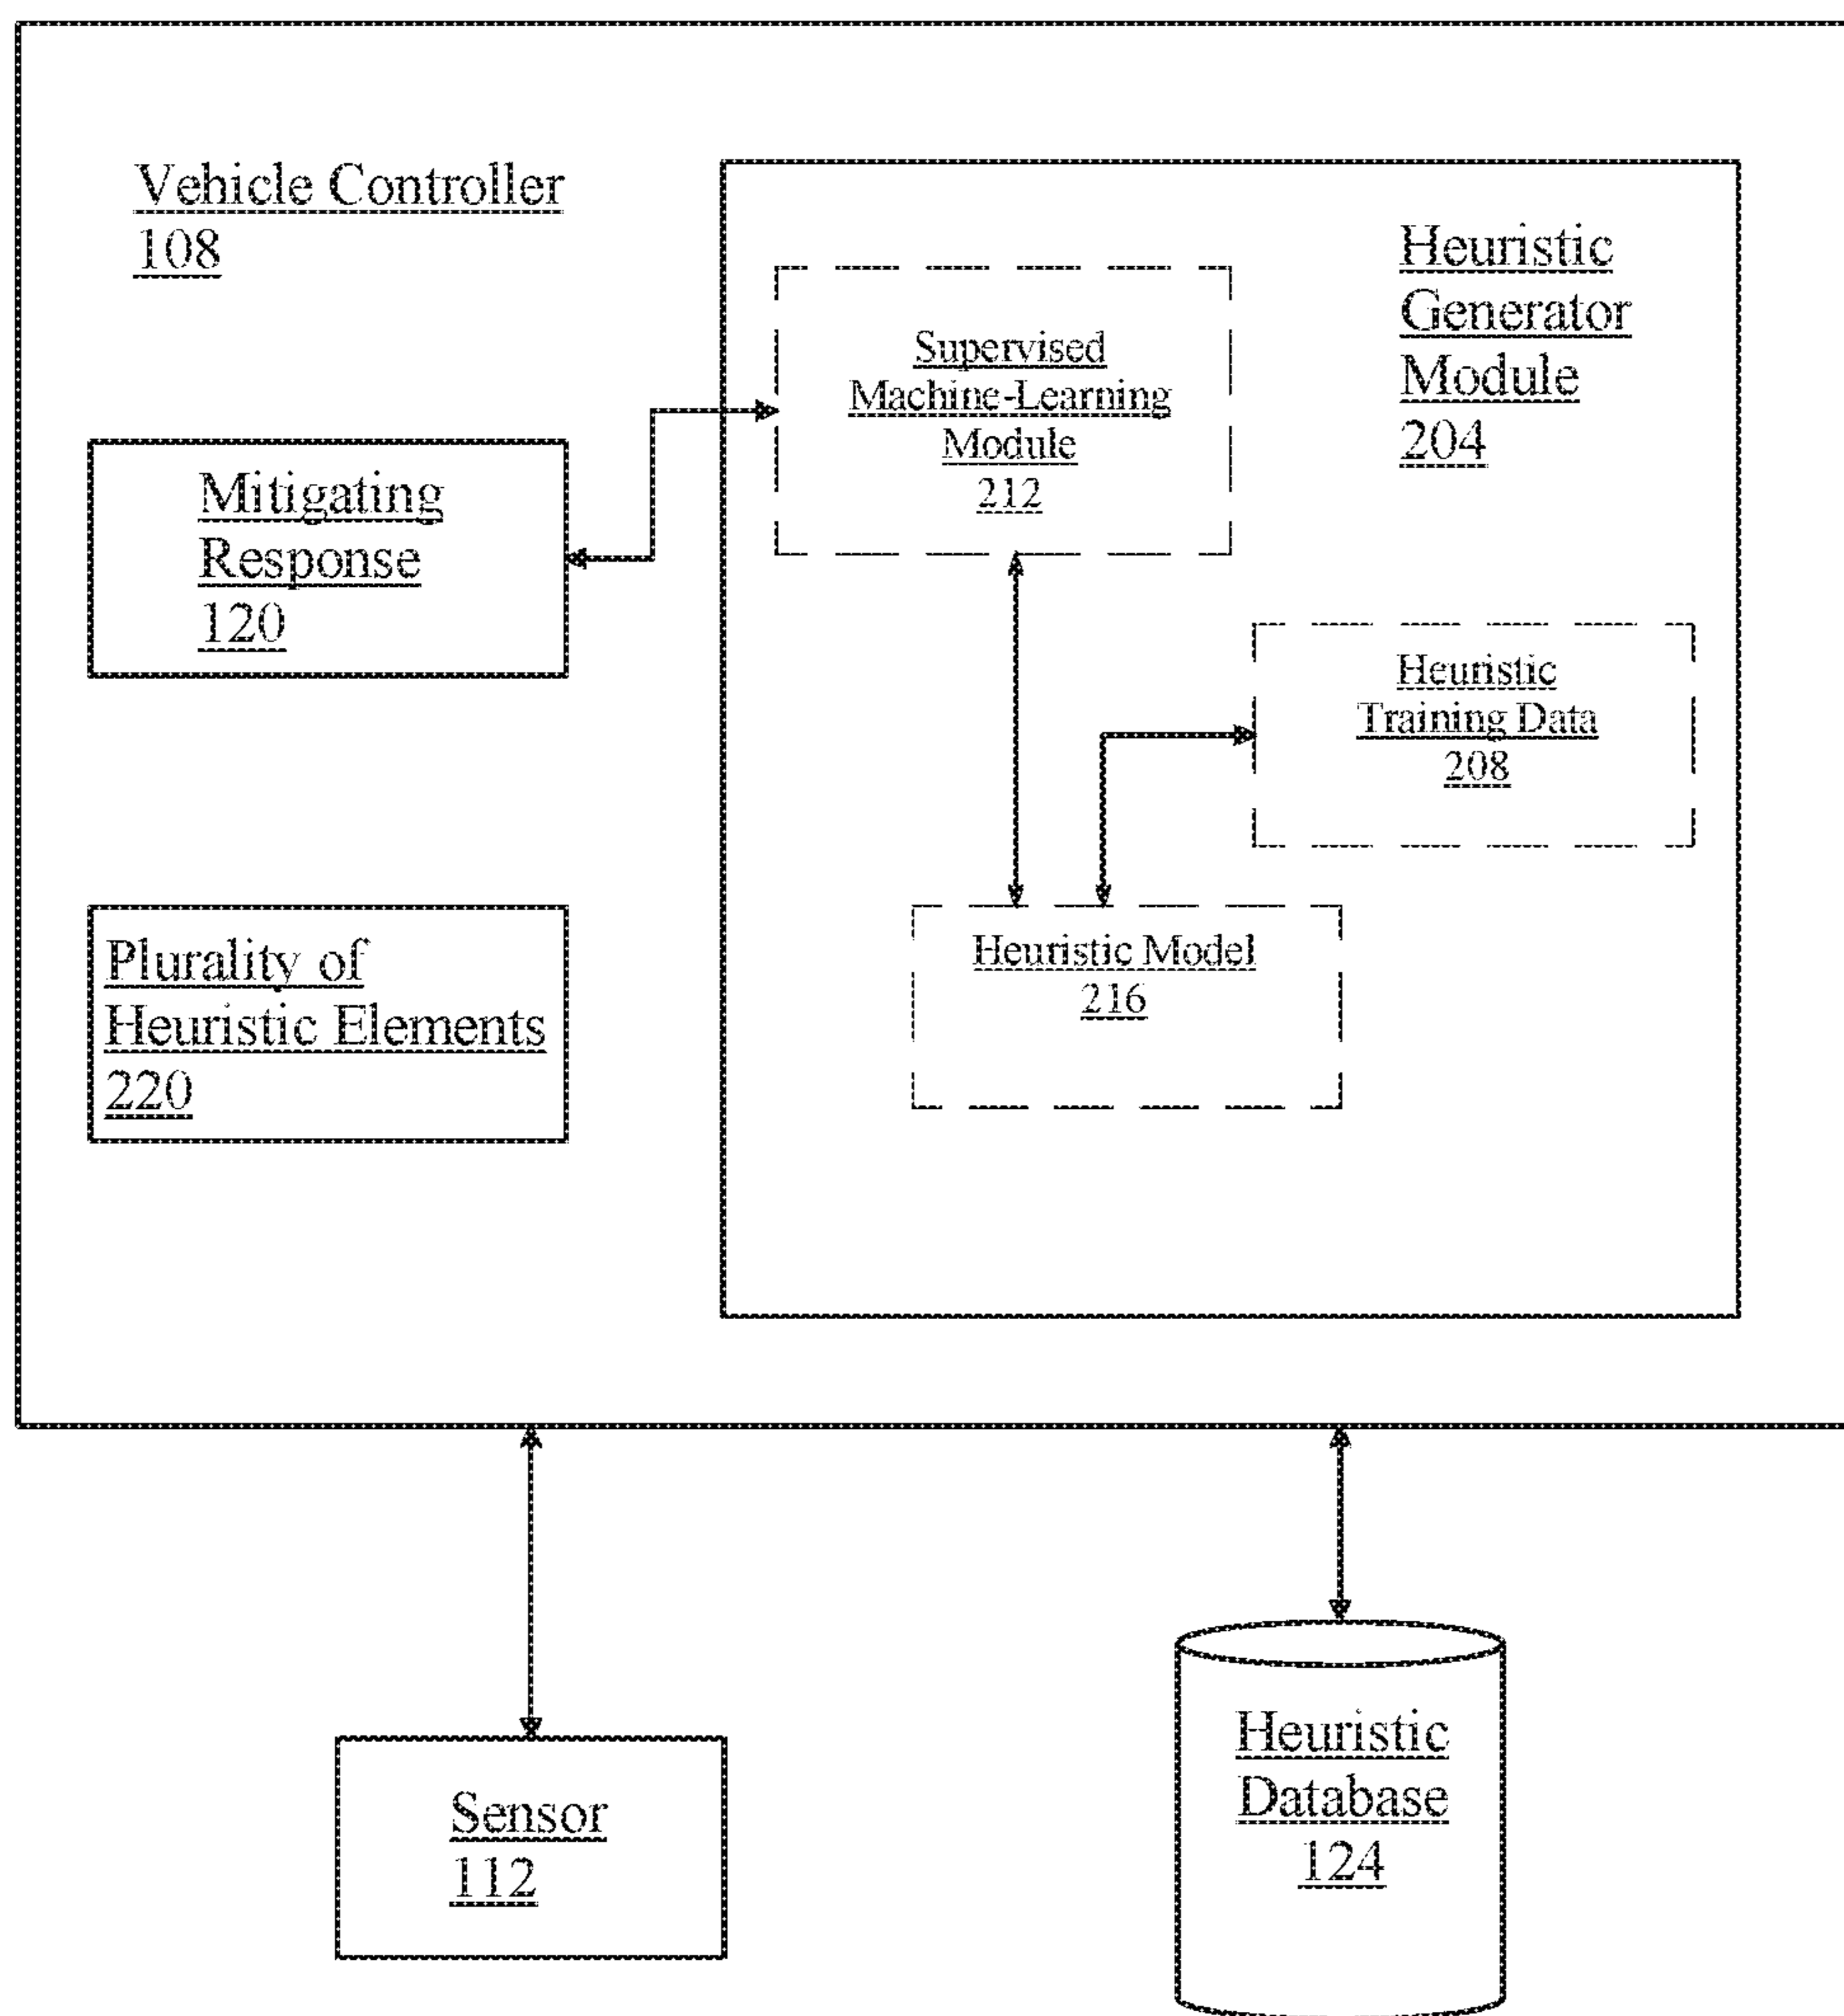 Vehicle Controller
108
Heuristic
Generator
Module
204
Supervised
Machine-Learning
Module
212
Mitigating
Response
120
Heuristic
Training Data
208
Plurality of
Heuristic Elements
220
Heuristic Model
216
Sensor
112
Heuristic
Database
124